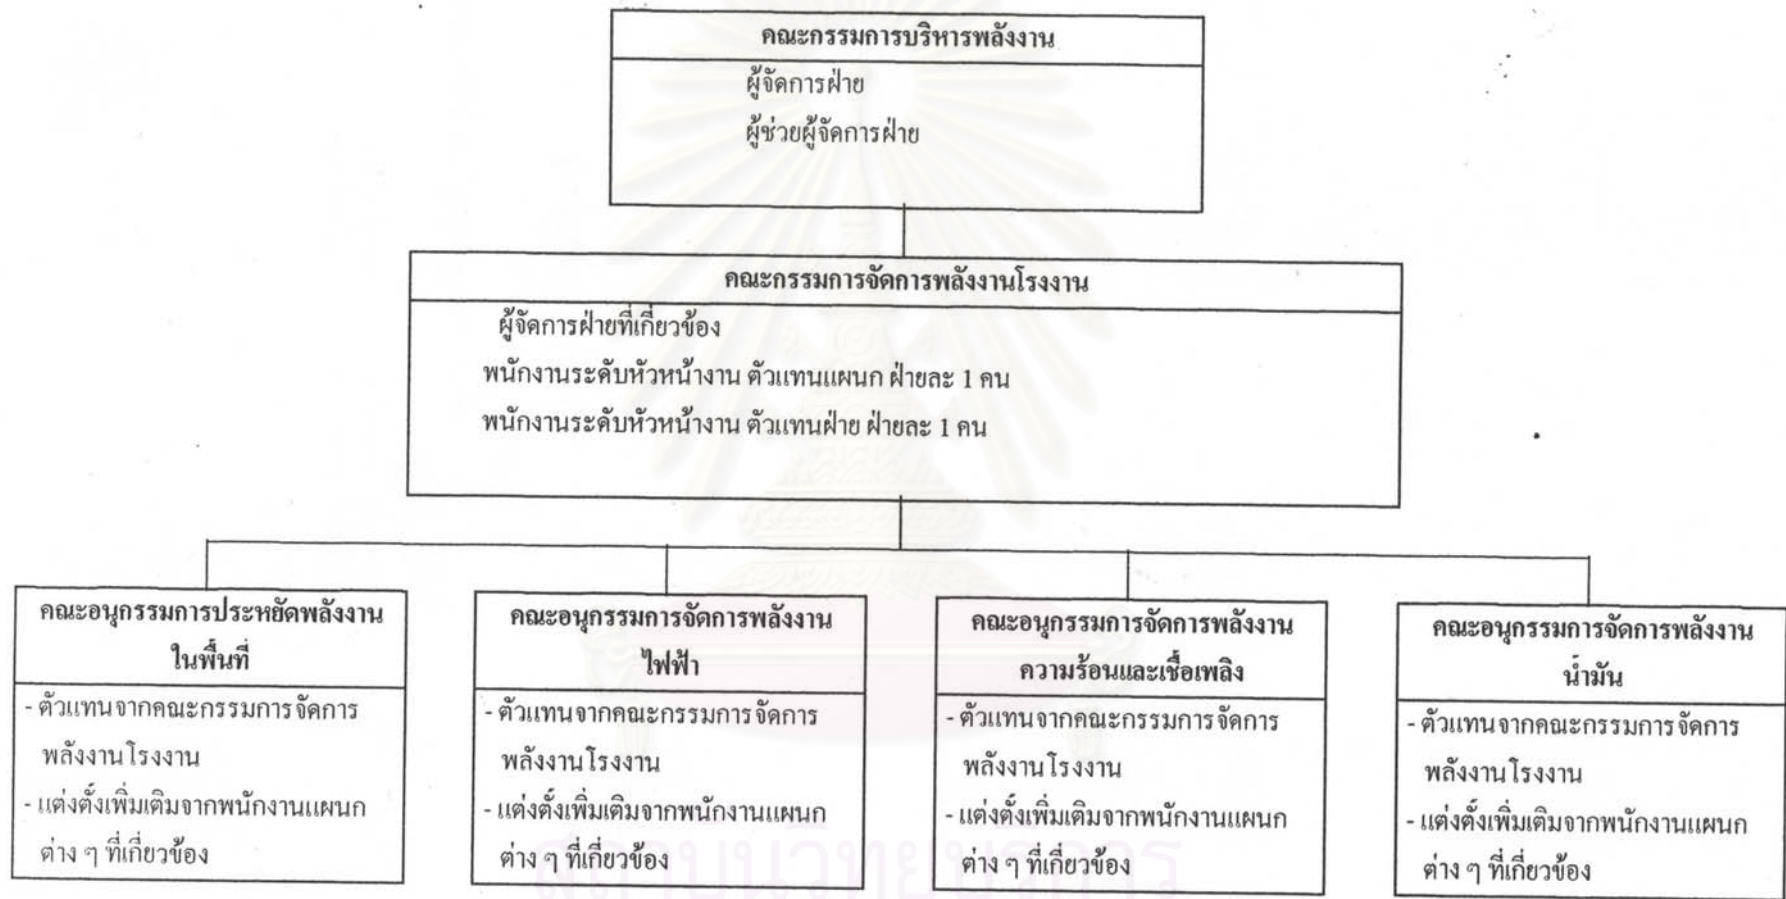 คณะกรรมการบริหารพลังงาน
ผู้จัดการฝ่าย
ผู้ช่วยผู้จัดการฝ่าย
คณะกรรมการจัดการพลังงานโรงงาน
ผู้จัดการฝ่ายที่เกี่ยวข้อง
พนักงานระดับหัวหน้างาน ตัวแทนแผนก ฝ่ายละ 1 คน
พนักงานระดับหัวหน้างาน ตัวแทนฝ่าย ฝ่ายละ 1 คน
คณะอนุกรรมการประหยัดพลังงาน
ในพื้นที่
- ตัวแทนจากคณะกรรมการจัดการ
พลังงานโรงงาน
- แต่งตั้งเพิ่มเติมจากพนักงานแผนก
ต่าง ๆ ที่เกี่ยวข้อง
คณะอนุกรรมการจัดการพลังงาน
ไฟฟ้า
- ตัวแทนจากคณะกรรมการจัดการ
พลังงานโรงงาน
- แต่งตั้งเพิ่มเติมจากพนักงานแผนก
ต่าง ๆ ที่เกี่ยวข้อง
คณะอนุกรรมการจัดการพลังงาน
ความร้อนและเชื้อเพลิง
- ตัวแทนจากคณะกรรมการจัดการ
พลังงานโรงงาน
- แต่งตั้งเพิ่มเติมจากพนักงานแผนก
ต่าง ๆ ที่เกี่ยวข้อง
คณะอนุกรรมการจัดการพลังงาน
น้ำมัน
- ตัวแทนจากคณะกรรมการจัดการ
พลังงานโรงงาน
- แต่งตั้งเพิ่มเติมจากพนักงานแผนก
ต่าง ๆ ที่เกี่ยวข้อง
สถาบันวิทยบริการ